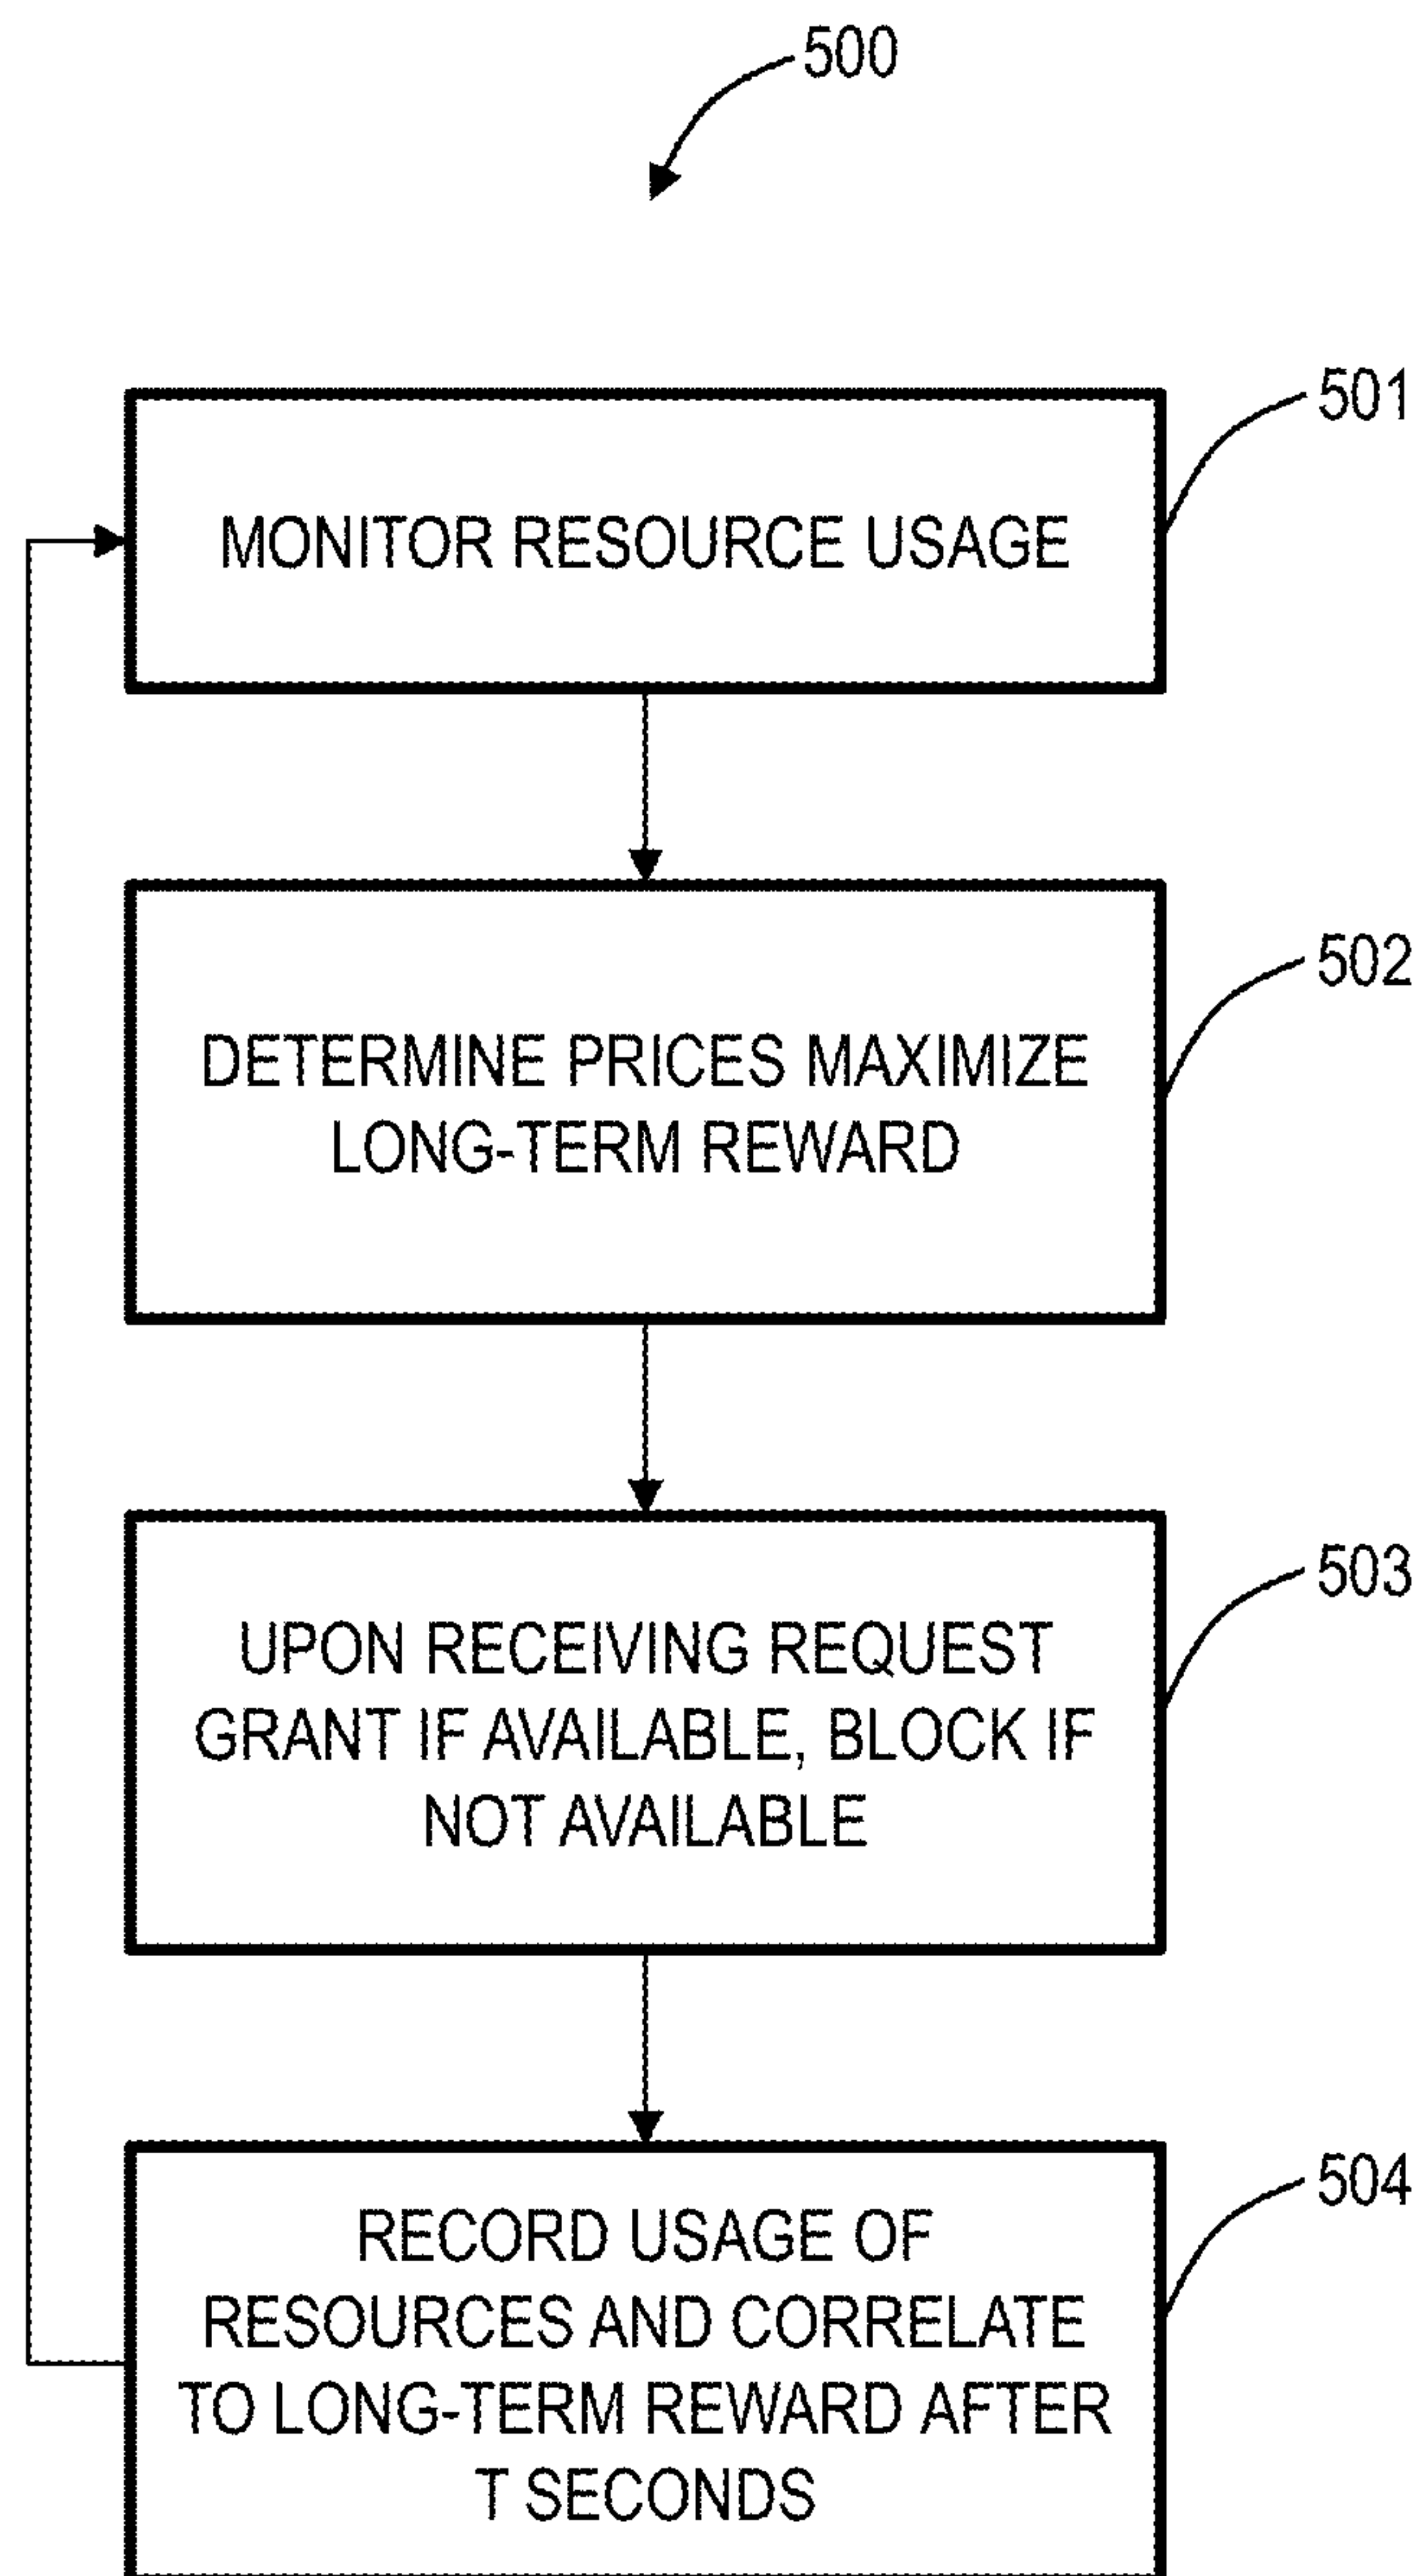 500
501
MONITOR RESOURCE USAGE
502
DETERMINE PRICES MAXIMIZE
LONG-TERM REWARD
503
UPON RECEIVING REQUEST
GRANT IF AVAILABLE, BLOCK IF
NOT AVAILABLE
504
RECORD USAGE OF
RESOURCES AND CORRELATE
TO LONG-TERM REWARD AFTER
T SECONDS